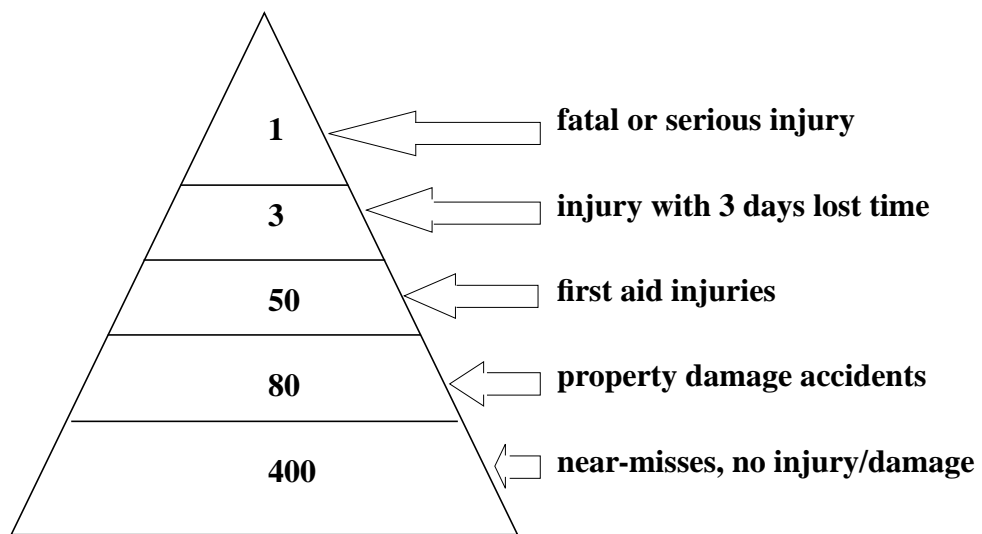 1
fatal or serious injury
3
injury with 3 days lost time
50
first aid injuries
80
property damage accidents
400
near-misses, no injury/damage